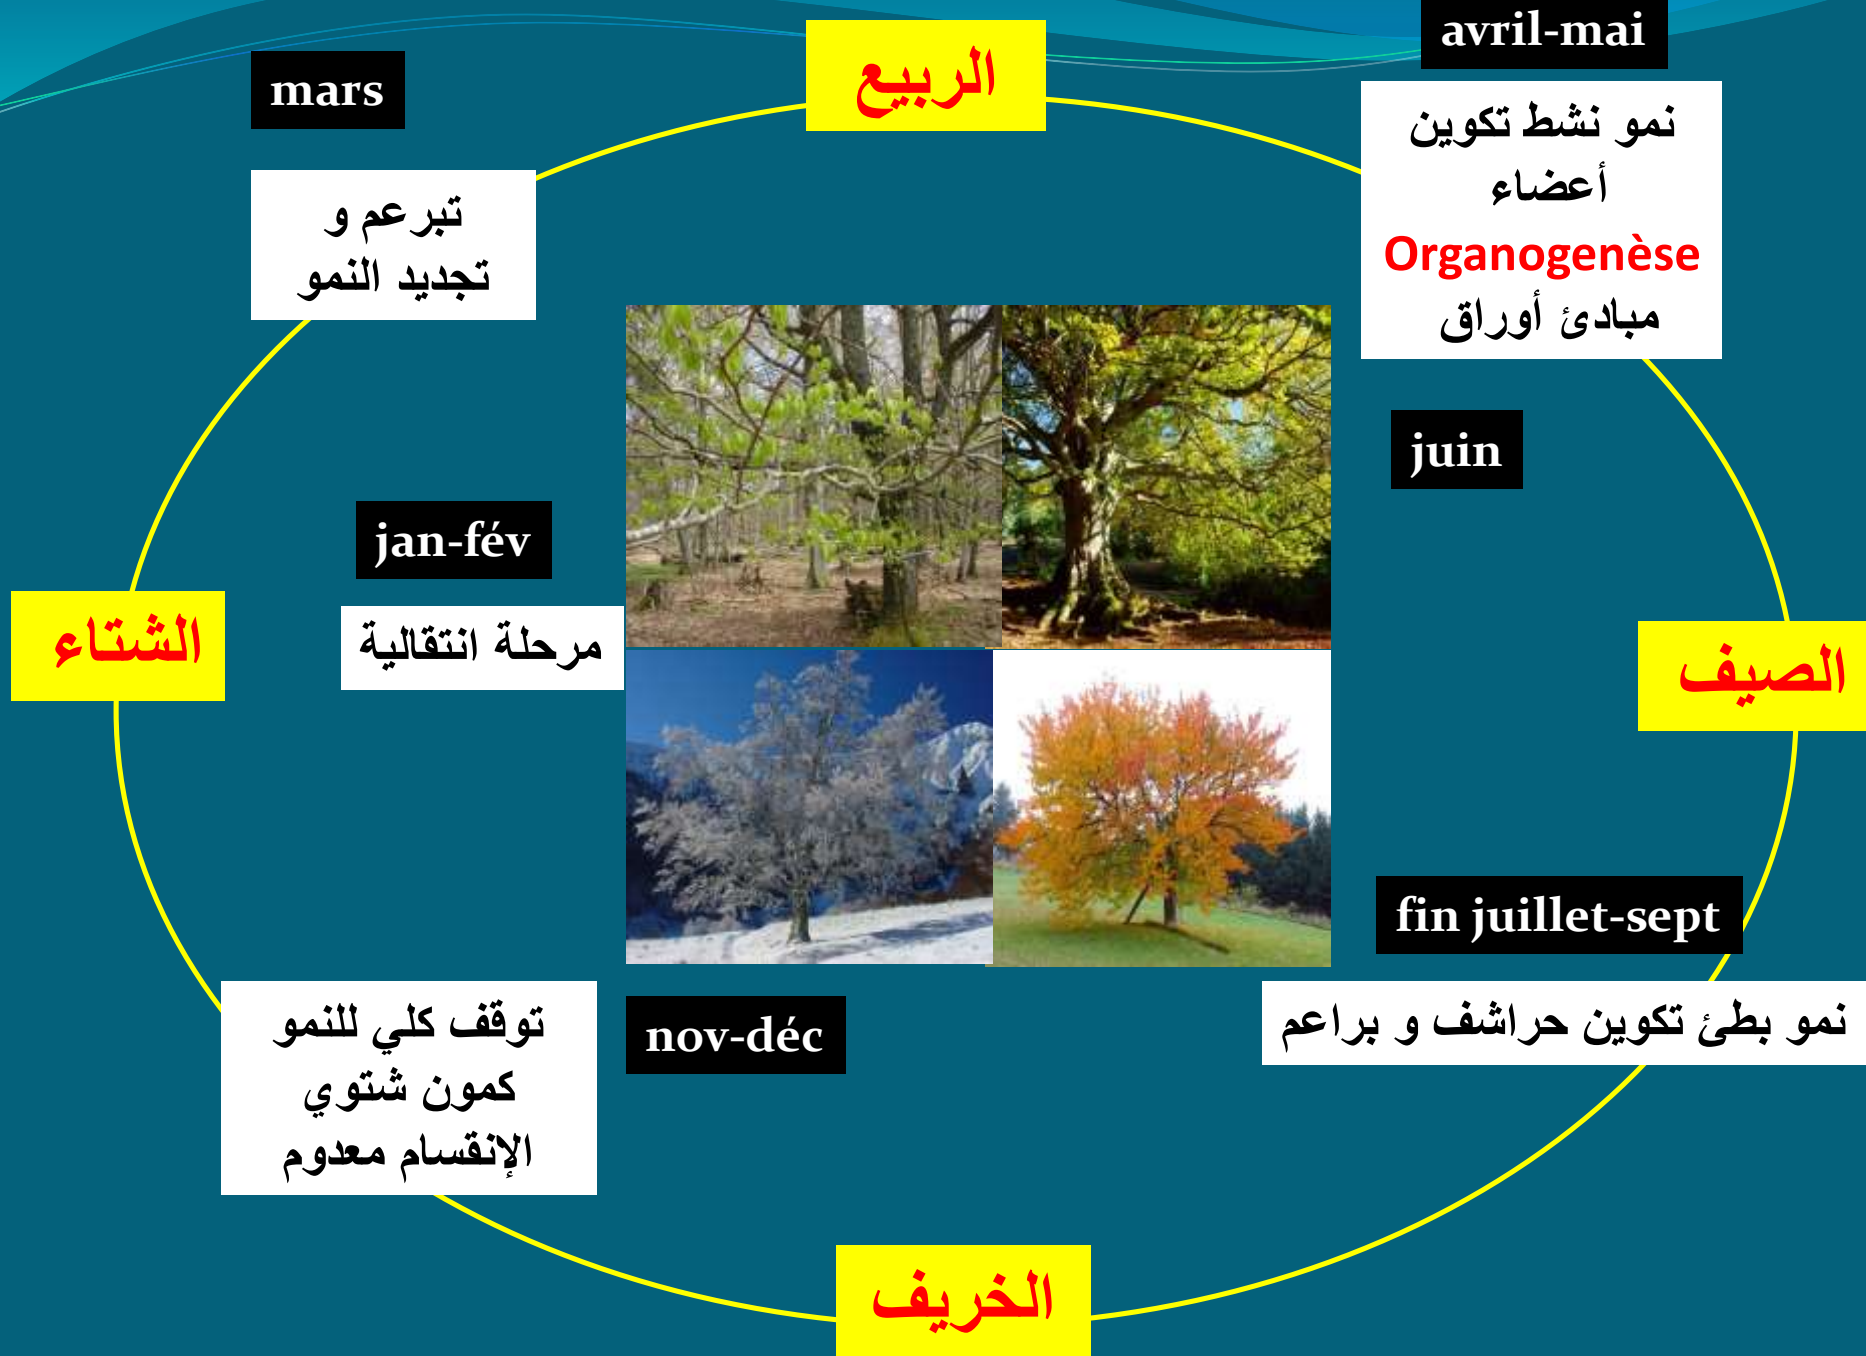 الربيع
avril-mai
نمو نشط تكوين
أعضاء
Organogenèse
مبادئ أوراق
juin
الصيف
fin juillet-sept
نمو بطئ تكوين حراشف و براعم
الخريف
nov-déc
توقف كلي للنمو
كمون شتوي
الإنقسام معدوم
الشتاء
jan-fév
مرحلة انتقالية
mars
تبرعم و
تجديد النمو